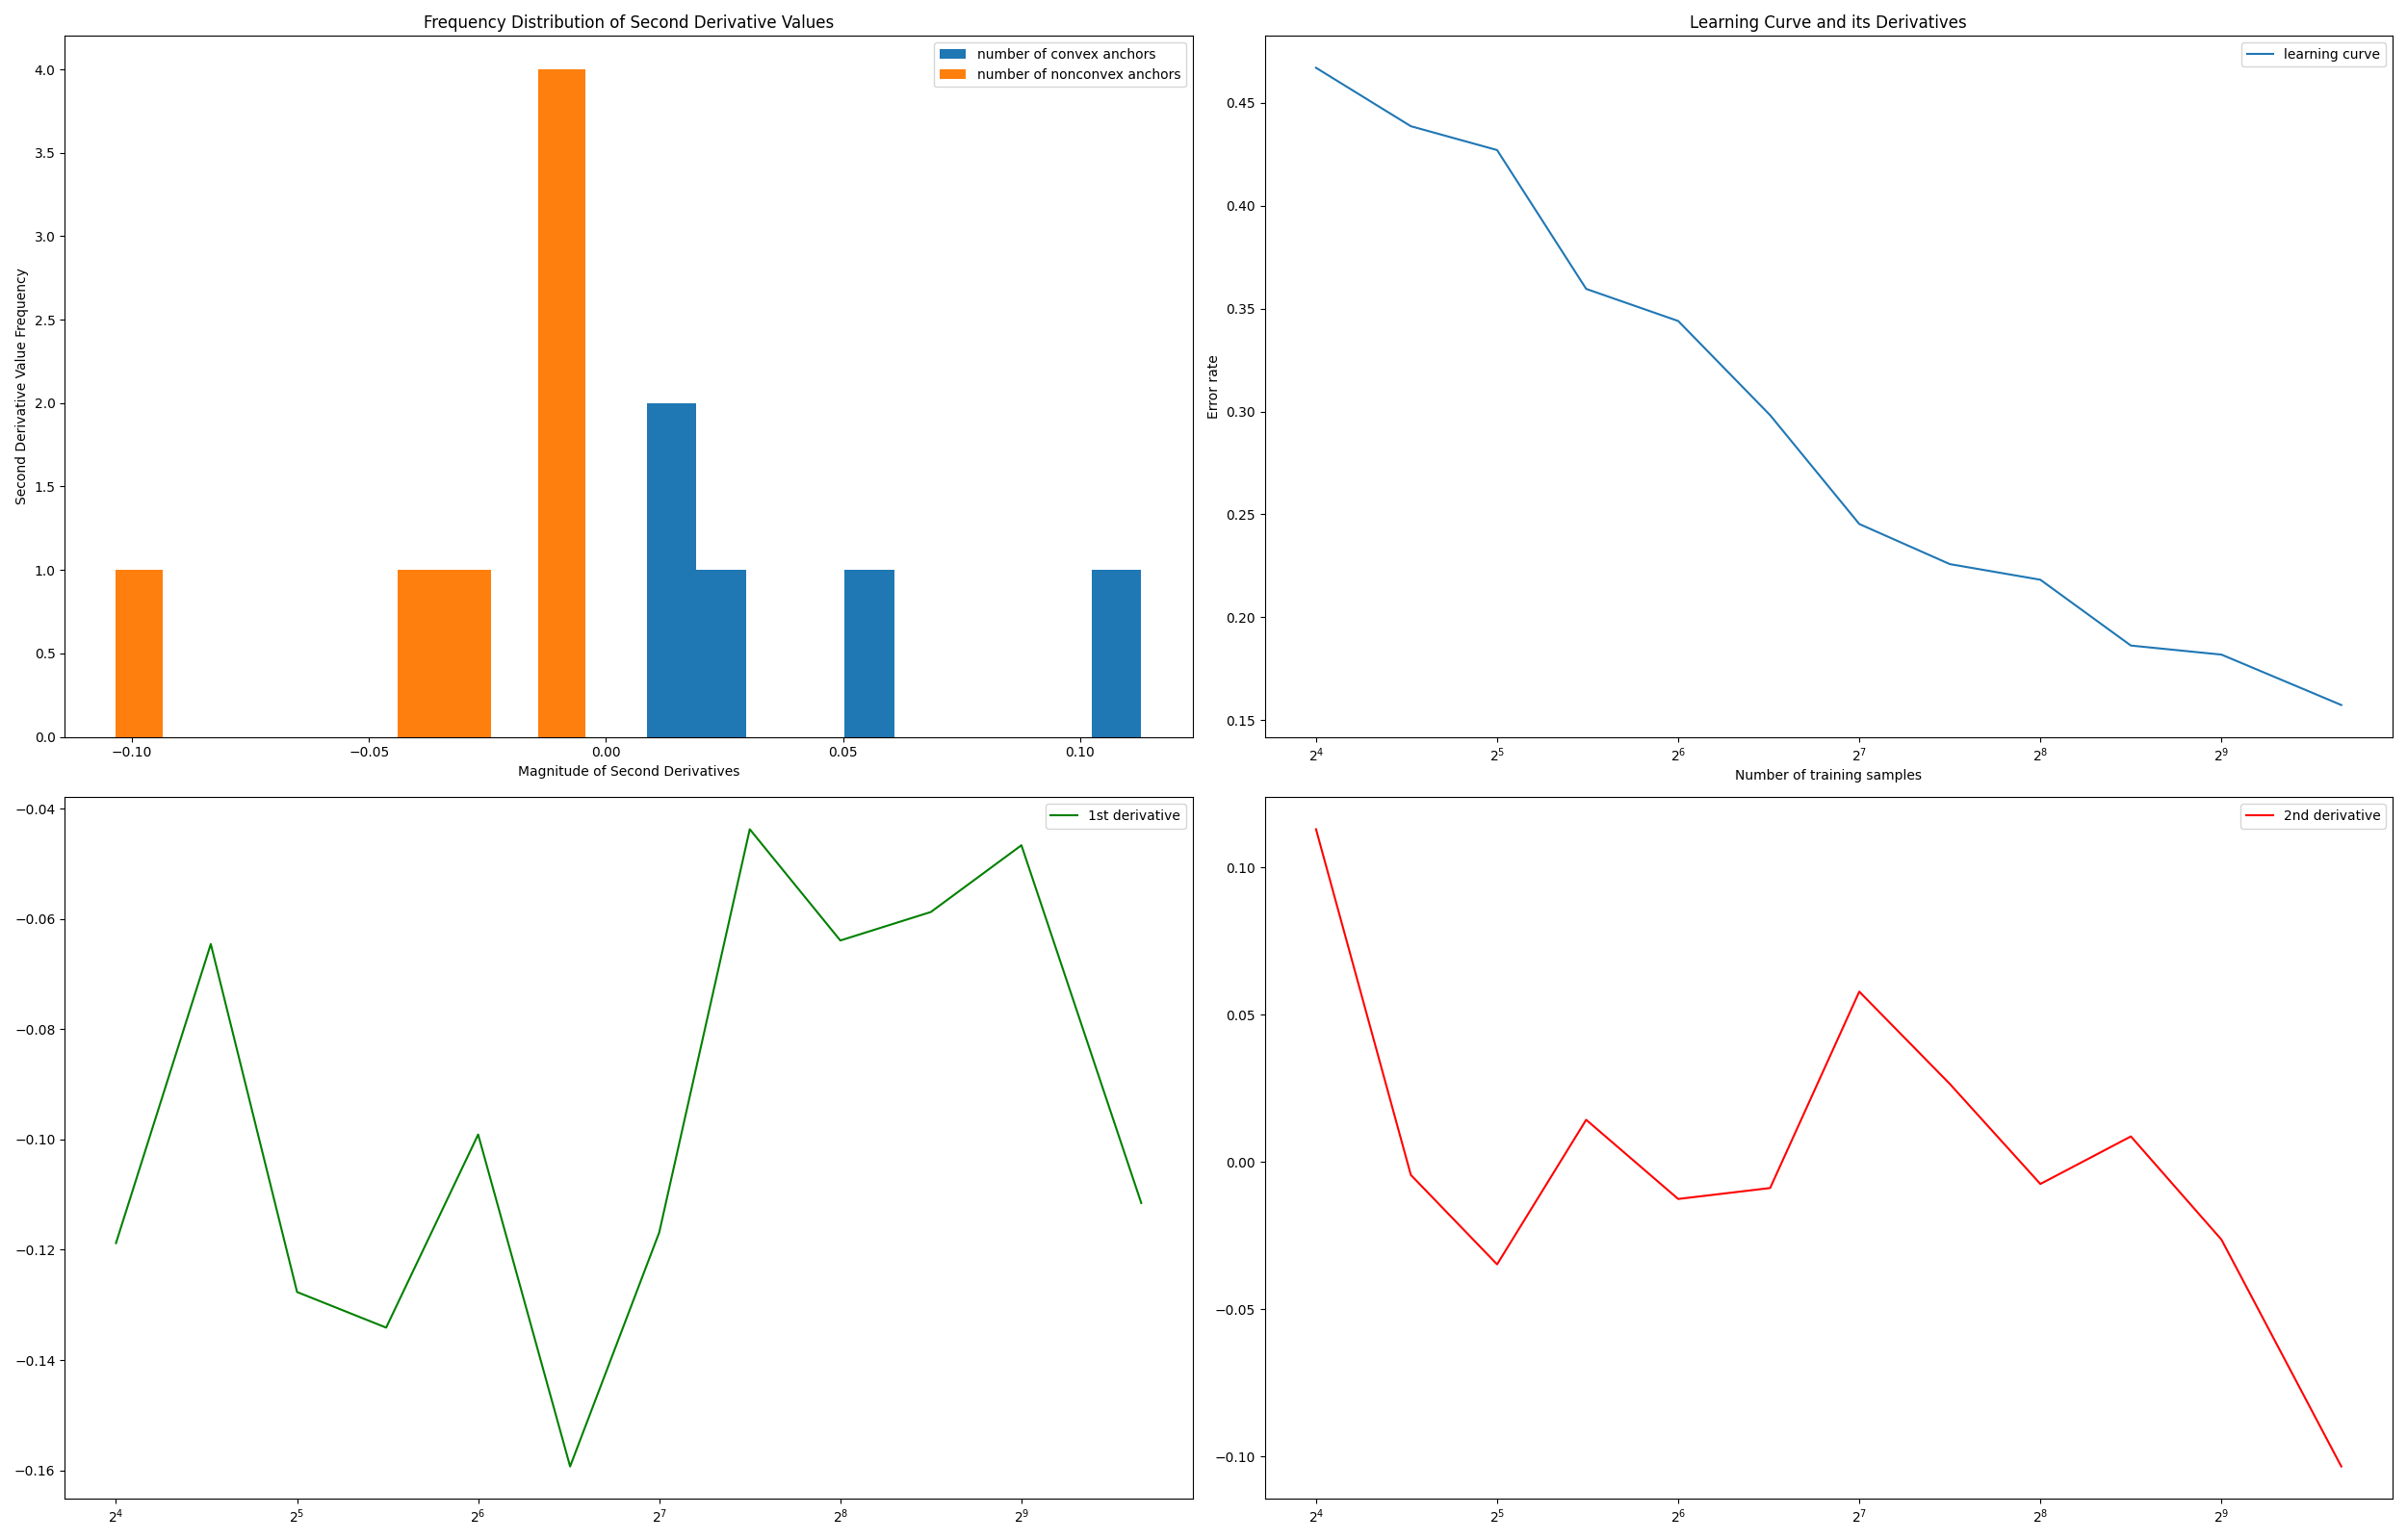 Frequency Distribution of Second Derivative Values
number of convex anchors
number of nonconvex anchors
4.0
3.5
3.0
2.5
2.0
1.5
1.0
0.5
0.0
Second Derivative Value Frequency
−0.10 −0.05 0.00 0.05 0.10
Magnitude of Second Derivatives
Learning Curve and its Derivatives
learning curve
0.45
0.40
0.35
0.30
0.25
0.20
0.15
Error rate
2⁴ 2⁵ 2⁶ 2⁷ 2⁸ 2⁹
Number of training samples
1st derivative
−0.04
−0.06
−0.08
−0.10
−0.12
−0.14
−0.16
2⁴ 2⁵ 2⁶ 2⁷ 2⁸ 2⁹
2nd derivative
0.10
0.05
0.00
−0.05
−0.10
2⁴ 2⁵ 2⁶ 2⁷ 2⁸ 2⁹